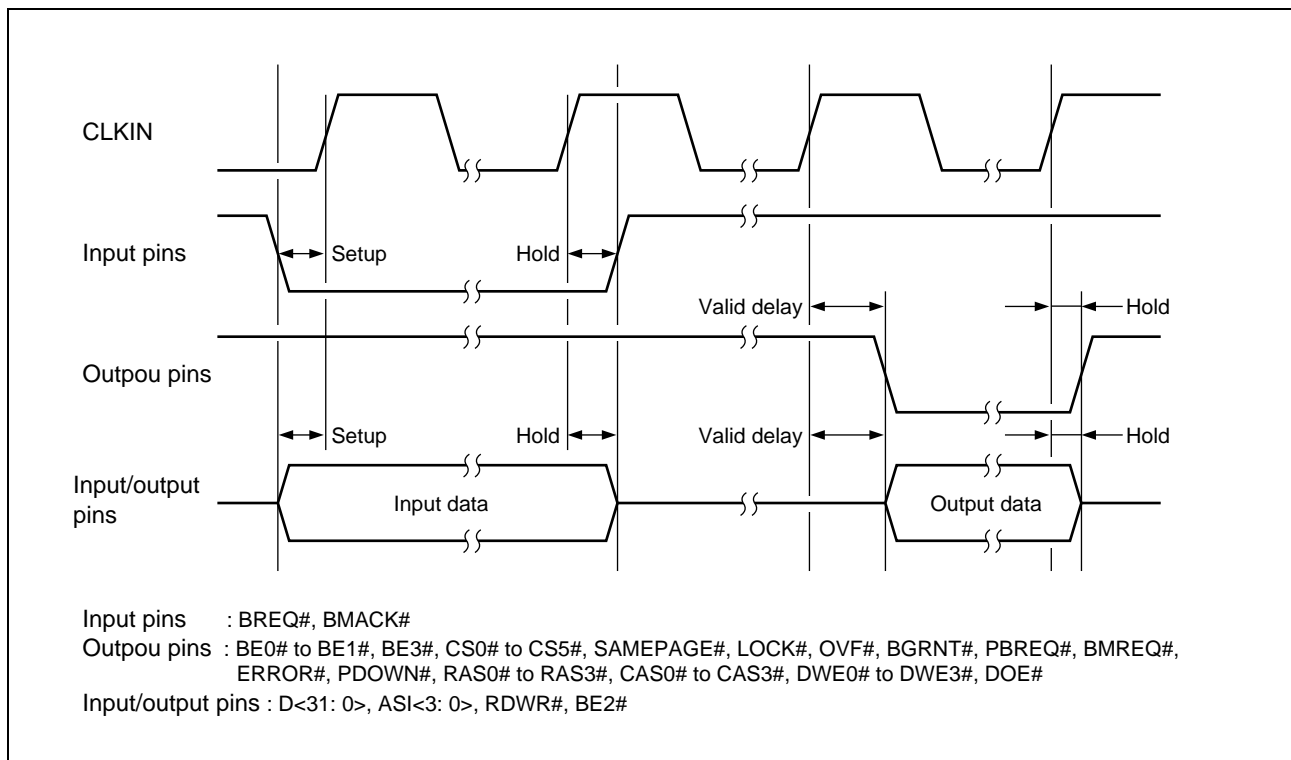 CLKIN
Input pins
Setup
Hold
Valid delay
Hold
Outpou pins
Setup
Hold
Valid delay
Hold
Input/output
pins
Input data
Output data
Input pins : BREQ#, BMACK#
Outpou pins : BE0# to BE1#, BE3#, CS0# to CS5#, SAMEPAGE#, LOCK#, OVF#, BGRNT#, PBREQ#, BMREQ#,
ERROR#, PDOWN#, RAS0# to RAS3#, CAS0# to CAS3#, DWE0# to DWE3#, DOE#
Input/output pins : D<31: 0>, ASI<3: 0>, RDWR#, BE2#